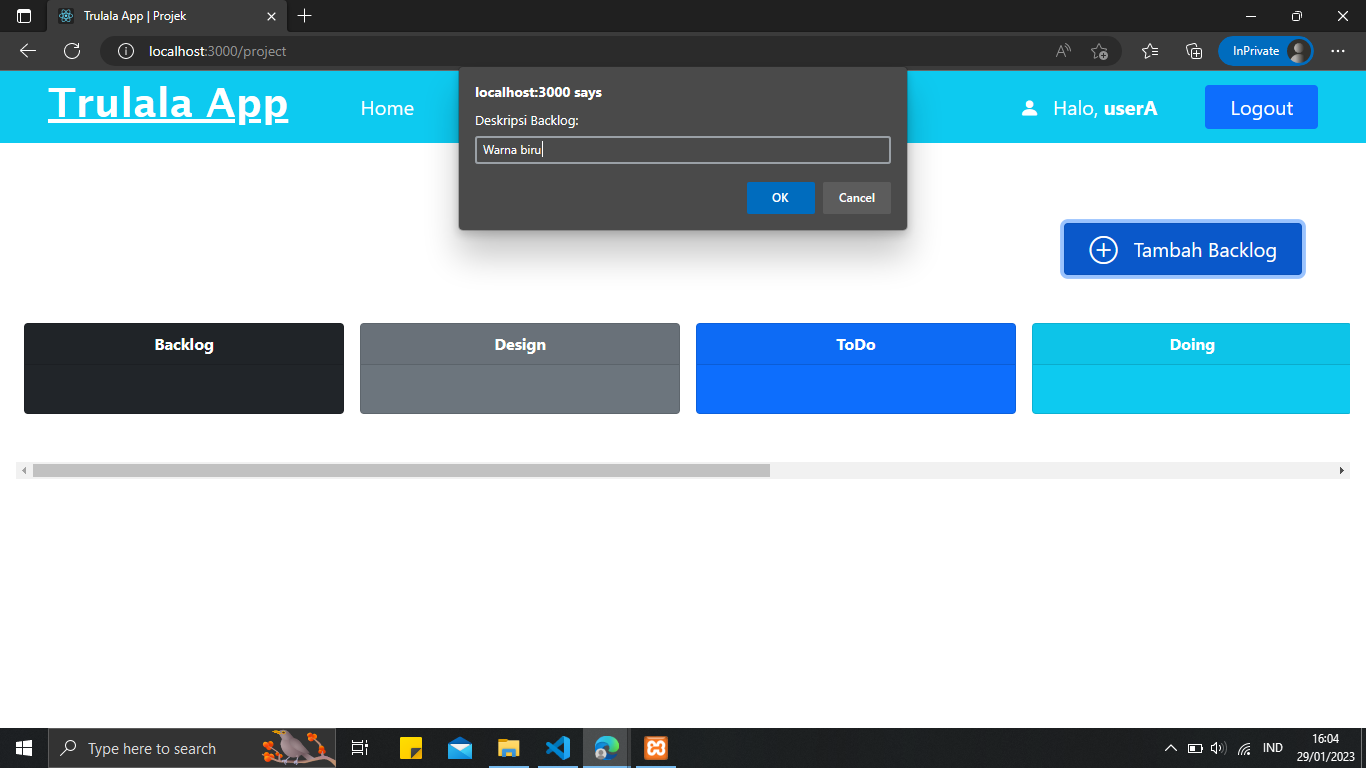 Trulala App | Projek
localhost:3000/project
InPrivate
localhost:3000 says
Deskripsi Backlog:
Warna biru
OK
Cancel
Trulala App
Home
Halo, userA
Logout
Tambah Backlog
Backlog
Design
ToDo
Doing
Type here to search
IND
16:04
29/01/2023